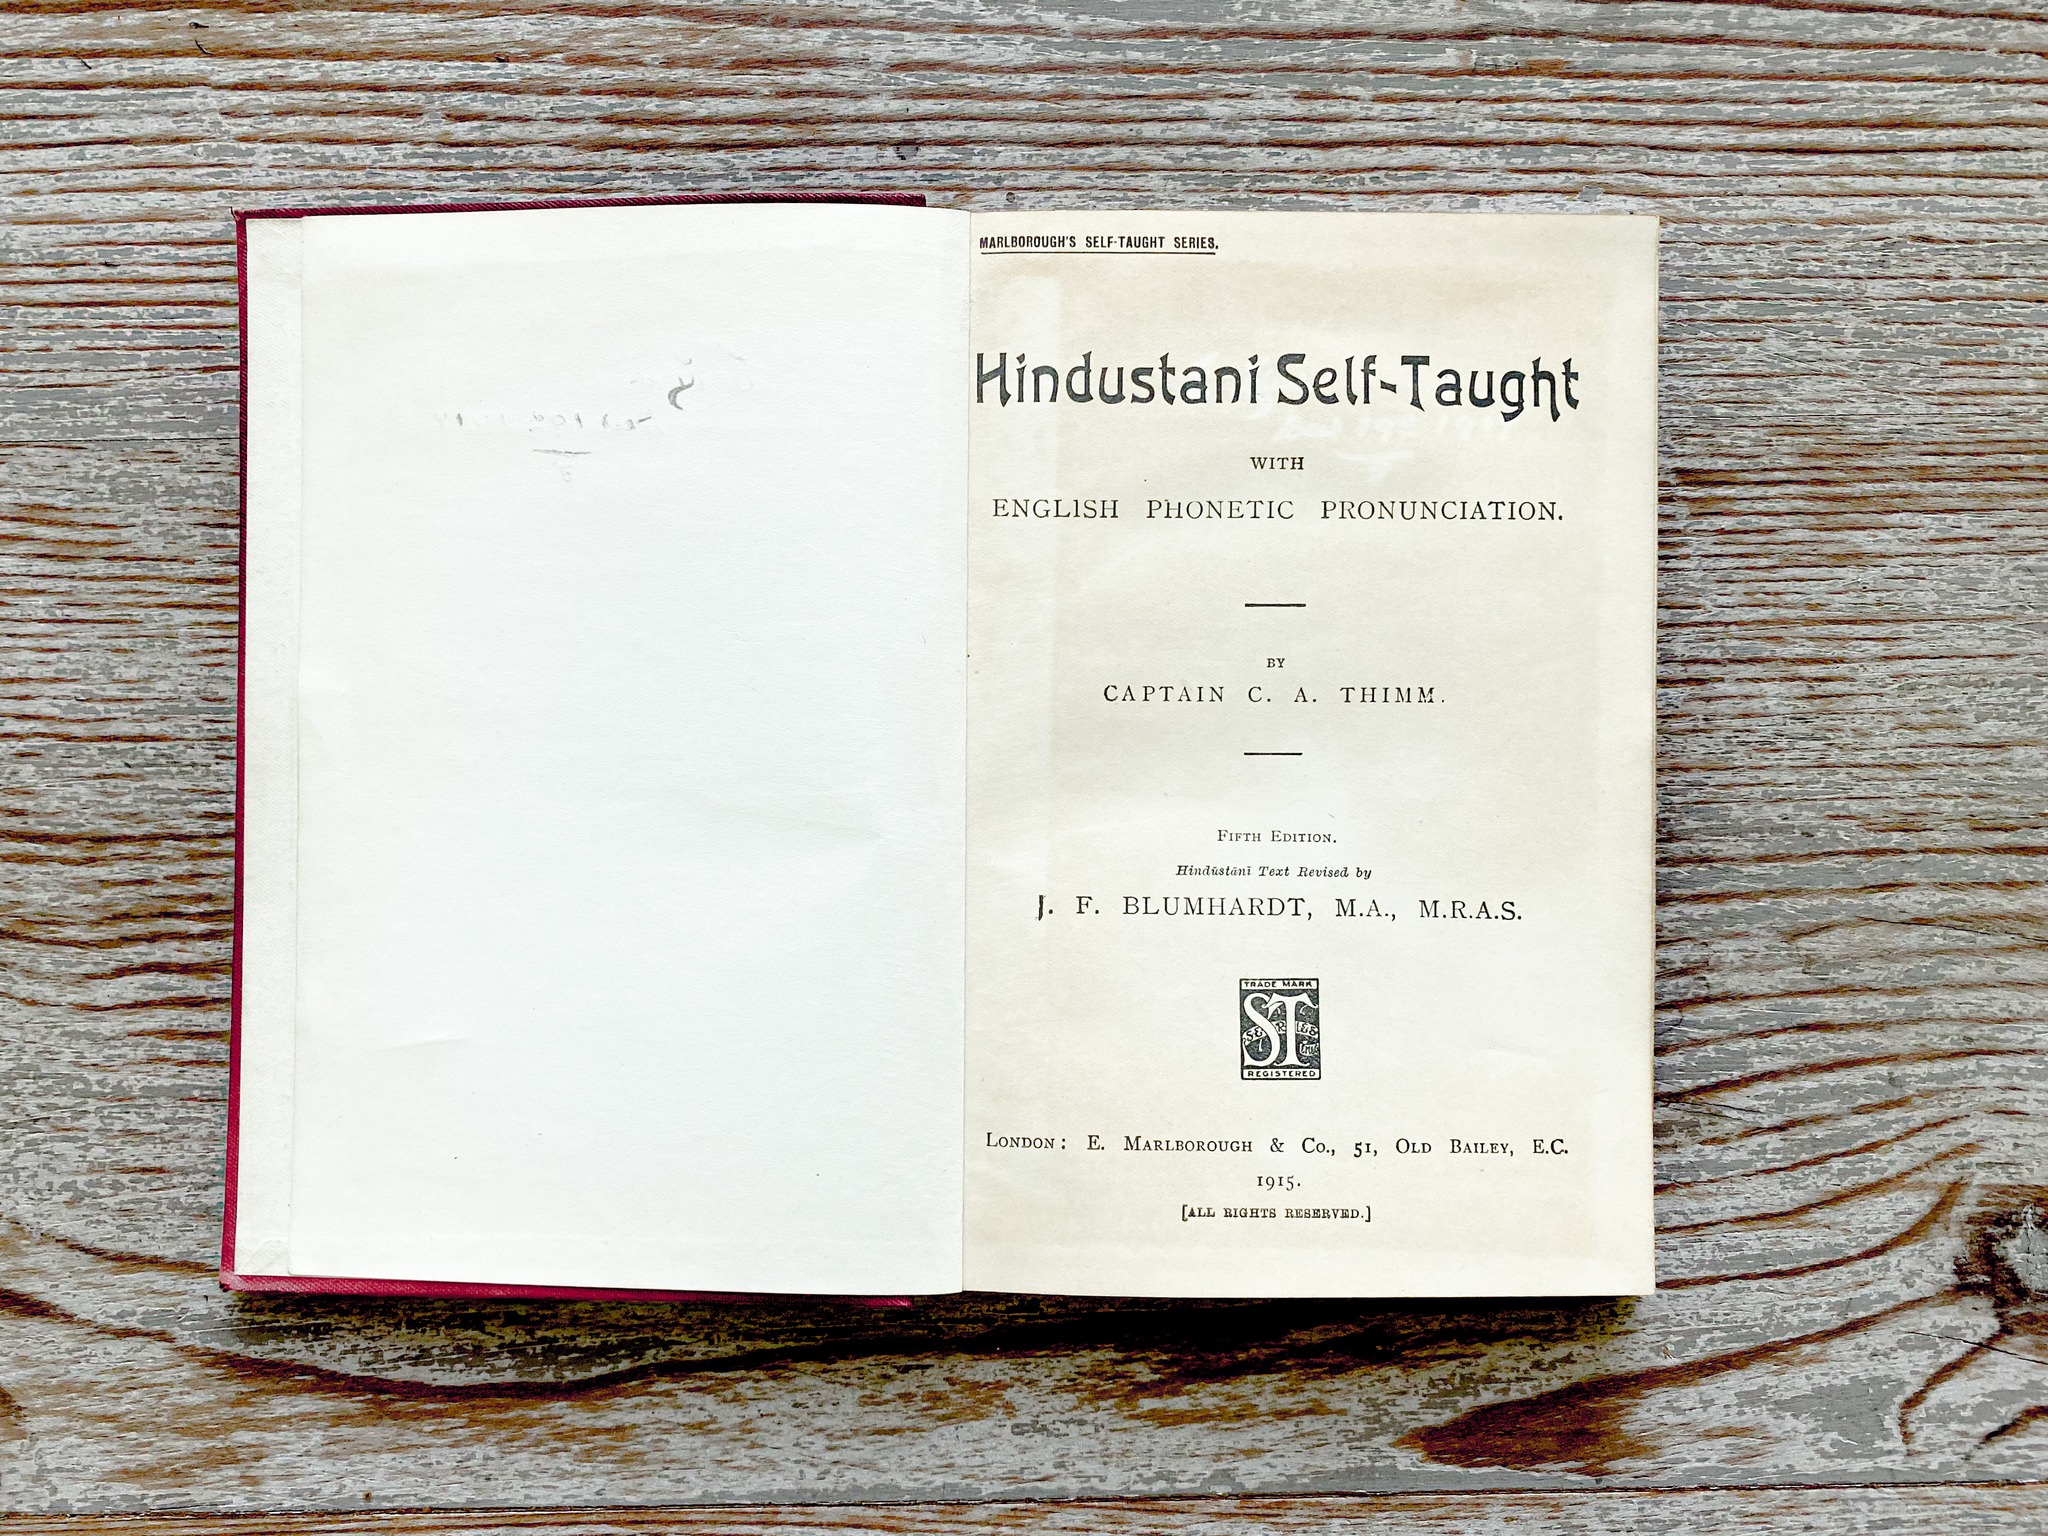 MARLBOROUGH'S SELF-TAUGHT SERIES.
Hindustani Self-Taught
WITH
ENGLISH PHONETIC PRONUNCIATION.
BY
CAPTAIN C. A. THIMM.
FIFTH EDITION.
Hindūstānī Text Revised by
J. F. BLUMHARDT, M.A., M.R.A.S.
TRADE MARK
ST
SERIES
REGISTERED
LONDON: E. MARLBOROUGH & CO., 51, OLD BAILEY, E.C.
1915.
[ALL RIGHTS RESERVED.]